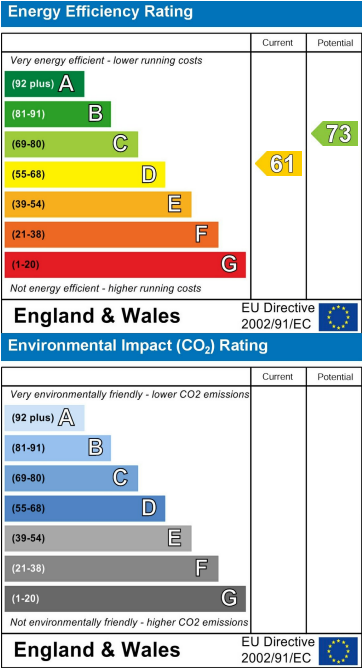 Energy Efficiency Rating
Current Potential
Very energy efficient - lower running costs
(92 plus) A
(81-91) B
(69-80) C
73
(55-68) D
61
(39-54) E
(21-38) F
(1-20) G
Not energy efficient - higher running costs
England & Wales
EU Directive
2002/91/EC
Environmental Impact (CO₂) Rating
Current Potential
Very environmentally friendly - lower CO2 emissions
(92 plus) A
(81-91) B
(69-80) C
(55-68) D
(39-54) E
(21-38) F
(1-20) G
Not environmentally friendly - higher CO2 emissions
England & Wales
EU Directive
2002/91/EC